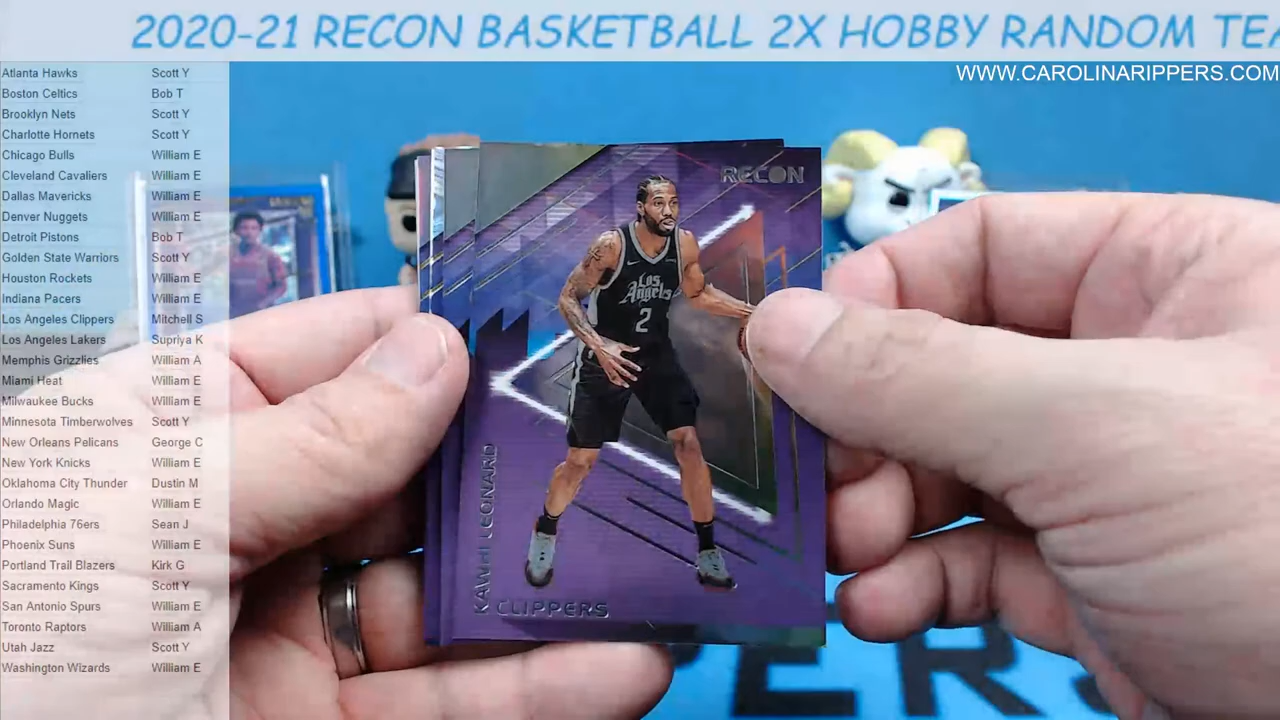 2020-21 RECON BASKETBALL 2X HOBBY RANDOM TEA
WWW.CAROLINARIPPERS.COM
Atlanta Hawks Scott Y
Boston Celtics Bob T
Brooklyn Nets Scott Y
Charlotte Hornets Scott Y
Chicago Bulls William E
Cleveland Cavaliers William E
Dallas Mavericks William E
Denver Nuggets William E
Detroit Pistons Bob T
Golden State Warriors Scott Y
Houston Rockets William E
Indiana Pacers William E
Los Angeles Clippers Mitchell S
Los Angeles Lakers Supriya K
Memphis Grizzlies William A
Miami Heat William E
Milwaukee Bucks William E
Minnesota Timberwolves Scott Y
New Orleans Pelicans George C
New York Knicks William E
Oklahoma City Thunder Dustin M
Orlando Magic William E
Philadelphia 76ers Sean J
Phoenix Suns William E
Portland Trail Blazers Kirk G
Sacramento Kings Scott Y
San Antonio Spurs William E
Toronto Raptors William A
Utah Jazz Scott Y
Washington Wizards William E
RECON
Los Angeles
2
KAWHI LEONARD
CLIPPERS